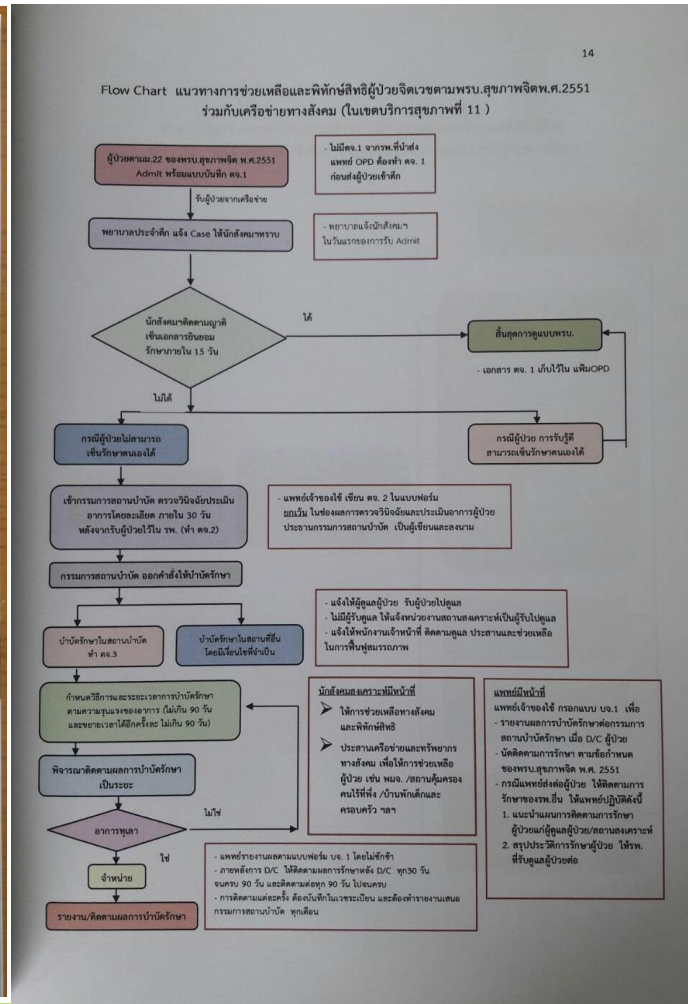 14
Flow Chart แนวทางการช่วยเหลือและพิทักษ์สิทธิผู้ป่วยจิตเวชตามพรบ.สุขภาพจิตพ.ศ.2551
ร่วมกับเครือข่ายทางสังคม (ในเขตบริการสุขภาพที่ 11 )
ผู้ป่วยตามม.22 ของพรบ.สุขภาพจิต พ.ศ.2551
Admit พร้อมแบบบันทึก ตจ.1
- ไม่มีตจ.1 จากรพ.ที่นำส่ง
แพทย์ OPD ต้องทำ ตจ. 1
ก่อนส่งผู้ป่วยเข้าตึก
รับผู้ป่วยจากเครือข่าย
พยาบาลประจำตึก แจ้ง Case ให้นักสังคมฯทราบ
- พยาบาลแจ้งนักสังคมฯ
ในวันแรกของการรับ Admit
นักสังคมฯติดตามญาติ
เซ็นเอกสารยินยอม
รักษาภายใน 15 วัน
ได้
สิ้นสุดการดูแบบพรบ.
- เอกสาร ตจ. 1 เก็บไว้ใน แฟ้มOPD
ไม่ได้
กรณีผู้ป่วยไม่สามารถ
เซ็นรักษาตนเองได้
กรณีผู้ป่วย การรับรู้ดี
สามารถเซ็นรักษาตนเองได้
เข้ากรรมการสถานบำบัด ตรวจวินิจฉัยประเมิน
อาการโดยละเอียด ภายใน 30 วัน
หลังจากรับผู้ป่วยไว้ใน รพ. (ทำ ตจ.2)
- แพทย์เจ้าของไข้ เขียน ตจ. 2 ในแบบฟอร์ม
ยกเว้น ในช่องผลการตรวจวินิจฉัยและประเมินอาการผู้ป่วย
ประธานกรรมการสถานบำบัด เป็นผู้เขียนและลงนาม
กรรมการสถานบำบัด ออกคำสั่งให้บำบัดรักษา
บำบัดรักษาในสถานบำบัด
ทำ ตจ.3
บำบัดรักษาในสถานที่อื่น
โดยมีเงื่อนไขที่จำเป็น
- แจ้งให้ผู้ดูแลผู้ป่วย รับผู้ป่วยไปดูแล
- ไม่มีผู้รับดูแล ให้แจ้งหน่วยงานสถานสงเคราะห์เป็นผู้รับไปดูแล
- แจ้งให้พนักงานเจ้าหน้าที่ ติดตามดูแล ประสานและช่วยเหลือ
ในการฟื้นฟูสมรรถภาพ
กำหนดวิธีการและระยะเวลาการบำบัดรักษา
ตามความรุนแรงของอาการ (ไม่เกิน 90 วัน
และขยายเวลาได้อีกครั้งละ ไม่เกิน 90 วัน)
พิจารณาติดตามผลการบำบัดรักษา
เป็นระยะ
ไม่ใช่
อาการทุเลา
ใช่
จำหน่าย
รายงาน/ติดตามผลการบำบัดรักษา
นักสังคมสงเคราะห์มีหน้าที่
➢ ให้การช่วยเหลือทางสังคม
และพิทักษ์สิทธิ
➢ ประสานเครือข่ายและทรัพยากร
ทางสังคม เพื่อให้การช่วยเหลือ
ผู้ป่วย เช่น พมจ. /สถานคุ้มครอง
คนไร้ที่พึ่ง /บ้านพักเด็กและ
ครอบครัว ฯลฯ
แพทย์มีหน้าที่
แพทย์เจ้าของไข้ กรอกแบบ บจ.1 เพื่อ
- รายงานผลการบำบัดรักษาต่อกรรมการ
สถานบำบัดรักษา เมื่อ D/C ผู้ป่วย
- นัดติดตามการรักษา ตามข้อกำหนด
ของพรบ.สุขภาพจิต พ.ศ. 2551
- กรณีแพทย์ส่งต่อผู้ป่วย ให้ติดตามการ
รักษาของรพ.อื่น ให้แพทย์ปฏิบัติดังนี้
1. แนะนำแผนการติดตามการรักษา
ผู้ป่วยแก่ผู้ดูแลผู้ป่วย/สถานสงเคราะห์
2. สรุปประวัติการรักษาผู้ป่วย ให้รพ.
ที่รับดูแลผู้ป่วยต่อ
- แพทย์รายงานผลตามแบบฟอร์ม บจ. 1 โดยไม่ชักช้า
- ภายหลังการ D/C ให้ติดตามผลการรักษาหลัง D/C ทุก30 วัน
จนครบ 90 วัน และติดตามต่อทุก 90 วัน ไปจนครบ
- การติดตามแต่ละครั้ง ต้องบันทึกในเวชระเบียน และต้องทำรายงานเสนอ
กรรมการสถานบำบัด ทุกเดือน